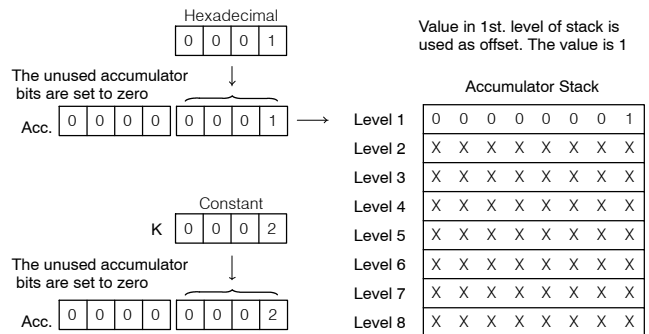 Hexadecimal
0 0 0 1
Value in 1st. level of stack is
used as offset. The value is 1
The unused accumulator
bits are set to zero
Acc. 0 0 0 0 0 0 0 1
Accumulator Stack
Level 1 0 0 0 0 0 0 0 1
Level 2 X X X X X X X X
Level 3 X X X X X X X X
Level 4 X X X X X X X X
Level 5 X X X X X X X X
Level 6 X X X X X X X X
Level 7 X X X X X X X X
Level 8 X X X X X X X X
Constant
K 0 0 0 2
The unused accumulator
bits are set to zero
Acc. 0 0 0 0 0 0 0 2